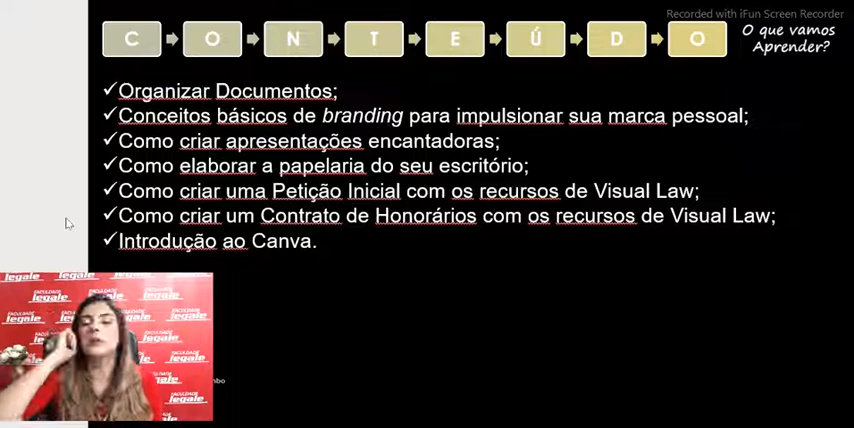 Recorded with iFun Screen Recorder
C O N T E Ú D O
O que vamos
Aprender?
✓Organizar Documentos;
✓Conceitos básicos de branding para impulsionar sua marca pessoal;
✓Como criar apresentações encantadoras;
✓Como elaborar a papelaria do seu escritório;
✓Como criar uma Petição Inicial com os recursos de Visual Law;
✓Como criar um Contrato de Honorários com os recursos de Visual Law;
✓Introdução ao Canva.
FACULDADE
legale